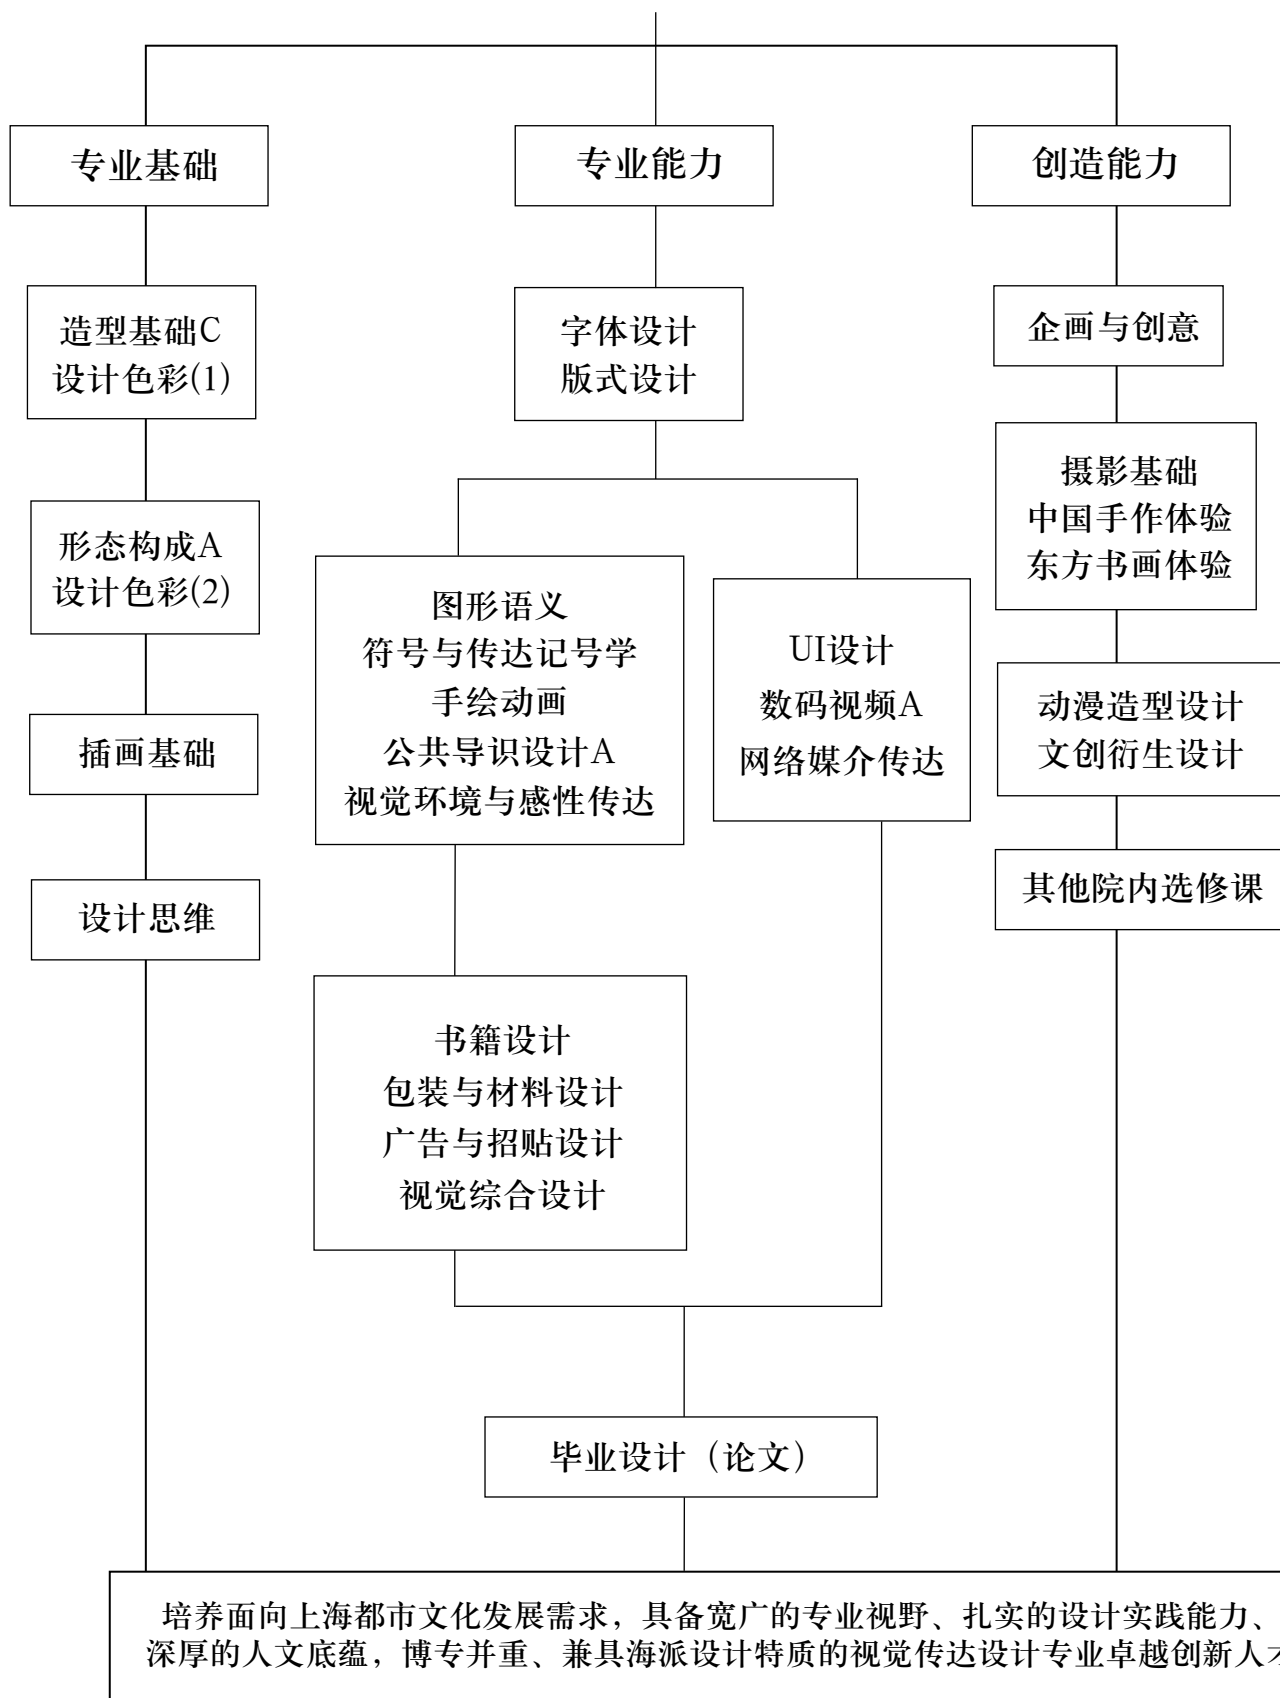 专业基础
专业能力
创造能力
造型基础C
设计色彩(1)
形态构成A
设计色彩(2)
插画基础
设计思维
字体设计
版式设计
图形语义
符号与传达记号学
手绘动画
公共导识设计A
视觉环境与感性传达
UI设计
数码视频A
网络媒介传达
书籍设计
包装与材料设计
广告与招贴设计
视觉综合设计
企画与创意
摄影基础
中国手作体验
东方书画体验
动漫造型设计
文创衍生设计
其他院内选修课
毕业设计（论文）
培养面向上海都市文化发展需求，具备宽广的专业视野、扎实的设计实践能力、
深厚的人文底蕴，博专并重、兼具海派设计特质的视觉传达设计专业卓越创新人才